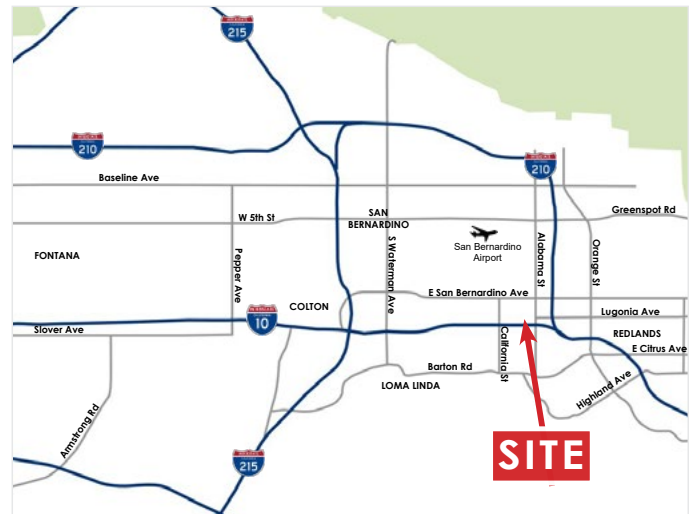 215
210
210
Baseline Ave
W 5th St
SAN
BERNARDINO
Greenspot Rd
San Bernardino
Airport
FONTANA
Pepper Ave
S Waterman Ave
Alabama St
Orange St
E San Bernardino Ave
COLTON
10
Lugonia Ave
Slover Ave
REDLANDS
California St
E Citrus Ave
Barton Rd
LOMA LINDA
Highland Ave
Armstrong Rd
215
SITE